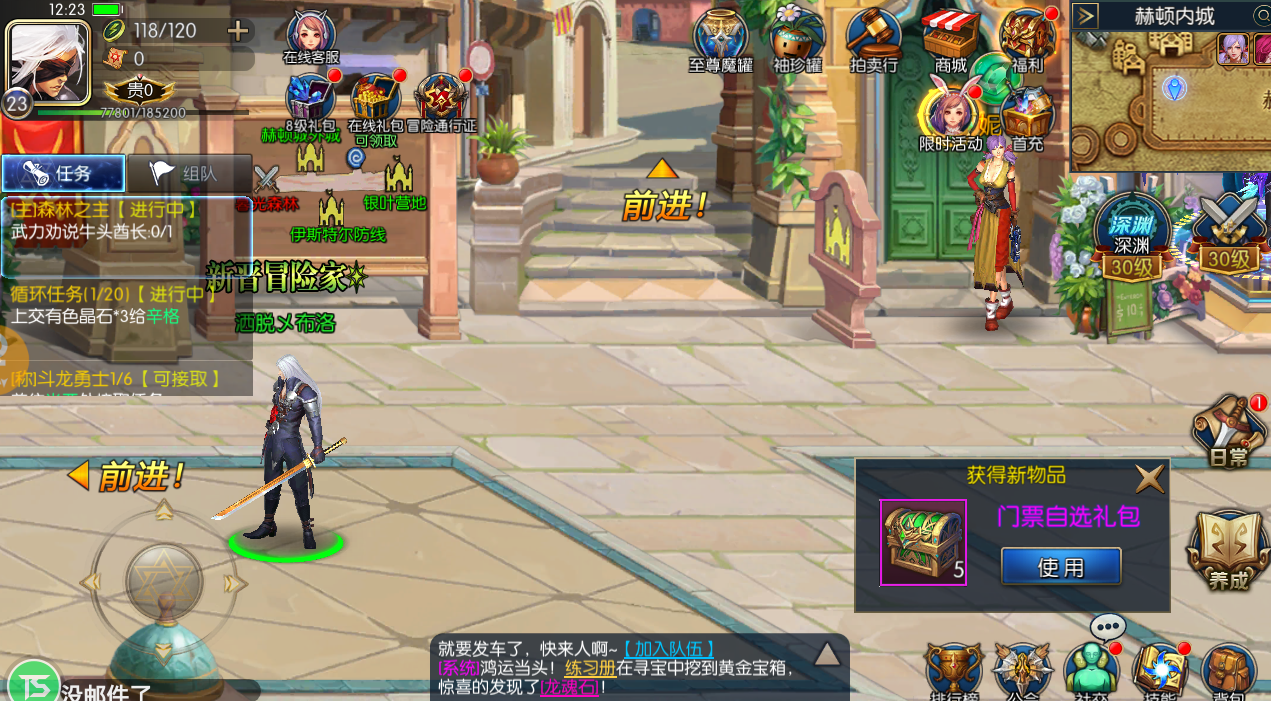 12:23
118/120
0
23
贵0
77801/185200
在线客服
8级礼包
在线礼包
可领取
冒险通行证
至尊魔罐
袖珍罐
拍卖行
商城
福利
限时活动
首充
赫顿内城
任务
组队
银叶营地
伊斯特尔防线
前进!
[主]森林之主【进行中】
武力劝说牛头酋长:0/1
循环任务(1/20)【进行中】
上交有色晶石*3给辛格
[称]斗龙勇士1/6【可接取】
新晋冒险家
洒脱乄布洛
深渊
深渊
30级
30级
前进!
1
日常
获得新物品
门票自选礼包
5
使用
养成
就要发车了，快来人啊~【加入队伍】
[系统]鸿运当头！练习册在寻宝中挖到黄金宝箱，
惊喜的发现了[龙魂石]！
没邮件了
TS
排行榜
公会
社交
技能
背包